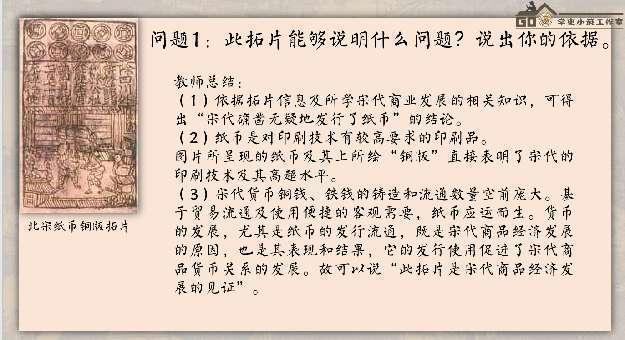 学史小筑工作室
问题1：此拓片能够说明什么问题？说出你的依据。
教师总结：
（1）依据拓片信息及所学宋代商业发展的相关知识，可得
出“宋代确凿无疑地发行了纸币”的结论。
（2）纸币是对印刷技术有较高要求的印刷品。
图片所呈现的纸币及其上所绘“铜版”直接表明了宋代的
印刷技术及其高超水平。
（3）宋代货币铜钱、铁钱的铸造和流通数量空前庞大。基
于贸易流通及使用便捷的客观需要，纸币应运而生。货币
的发展，尤其是纸币的发行流通，既是宋代商品经济发展
的原因，也是其表现和结果，它的发行使用促进了宋代商
品货币关系的发展。故可以说“此拓片是宋代商品经济发
展的见证”。
北宋纸币铜版拓片